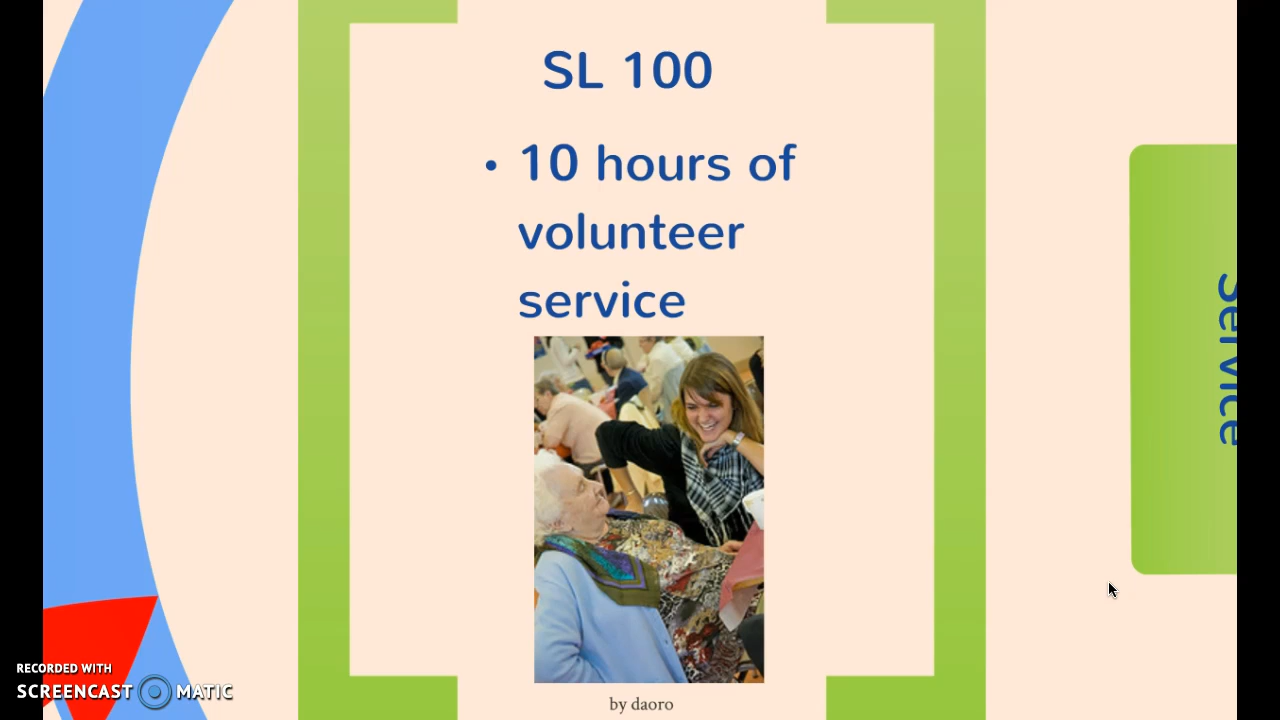 SL 100
• 10 hours of
volunteer
service
by daoro
Service
RECORDED WITH
SCREENCAST MATIC